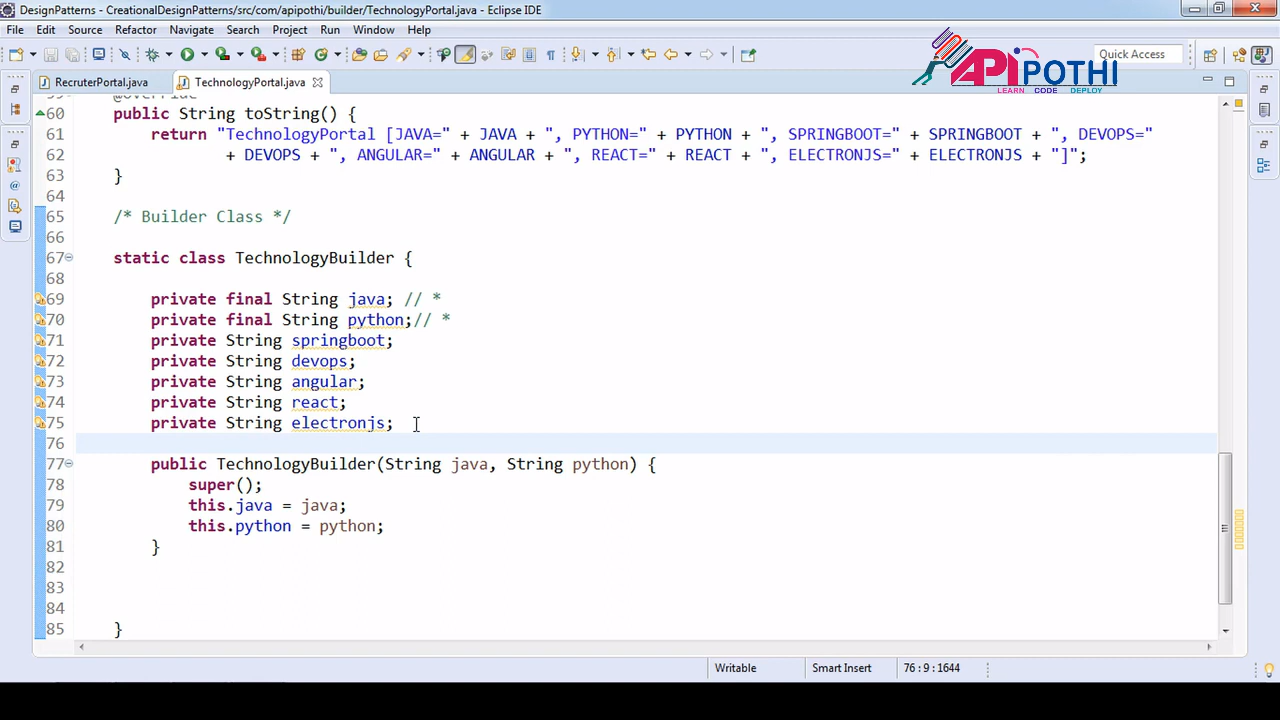 DesignPatterns - CreationalDesignPatterns/src/com/apipothi/builder/TechnologyPortal.java - Eclipse IDE
File Edit Source Refactor Navigate Search Project Run Window Help
Quick Access
APiPOTHI
LEARN CODE DEPLOY
RecruterPortal.java TechnologyPortal.java
@Override
60 public String toString() {
61 return "TechnologyPortal [JAVA=" + JAVA + ", PYTHON=" + PYTHON + ", SPRINGBOOT=" + SPRINGBOOT + ", DEVOPS="
62 + DEVOPS + ", ANGULAR=" + ANGULAR + ", REACT=" + REACT + ", ELECTRONJS=" + ELECTRONJS + "]";
63 }
64
65 /* Builder Class */
66
67 static class TechnologyBuilder {
68
69 private final String java; // *
70 private final String python;// *
71 private String springboot;
72 private String devops;
73 private String angular;
74 private String react;
75 private String electronjs;
76
77 public TechnologyBuilder(String java, String python) {
78 super();
79 this.java = java;
80 this.python = python;
81 }
82
83
84
85 }
Writable Smart Insert 76 : 9 : 1644